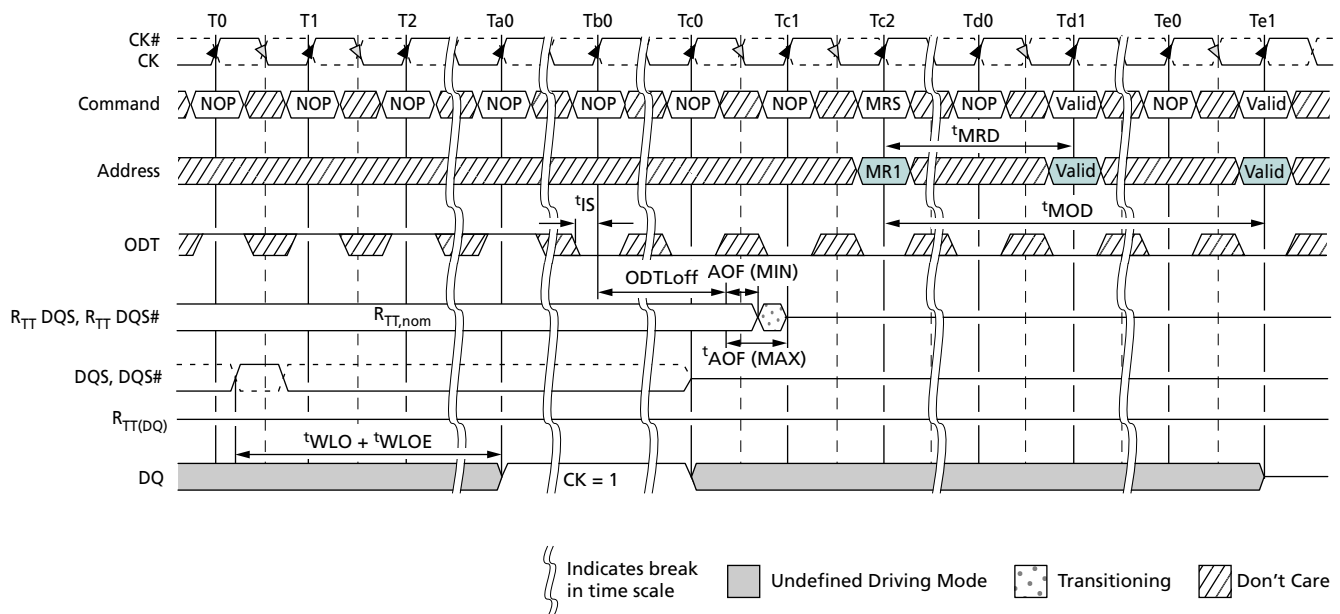 T0 T1 T2 Ta0 Tb0 Tc0 Tc1 Tc2 Td0 Td1 Te0 Te1
CK#
CK
Command NOP NOP NOP NOP NOP NOP NOP MRS NOP Valid NOP Valid
tMRD
Address MR1 Valid Valid
tIS
tMOD
ODT
ODTLoff AOF (MIN)
RTT DQS, RTT DQS# RTT,nom
tAOF (MAX)
DQS, DQS#
RTT(DQ)
tWLO + tWLOE
DQ CK = 1
Indicates break
in time scale
Undefined Driving Mode Transitioning Don't Care